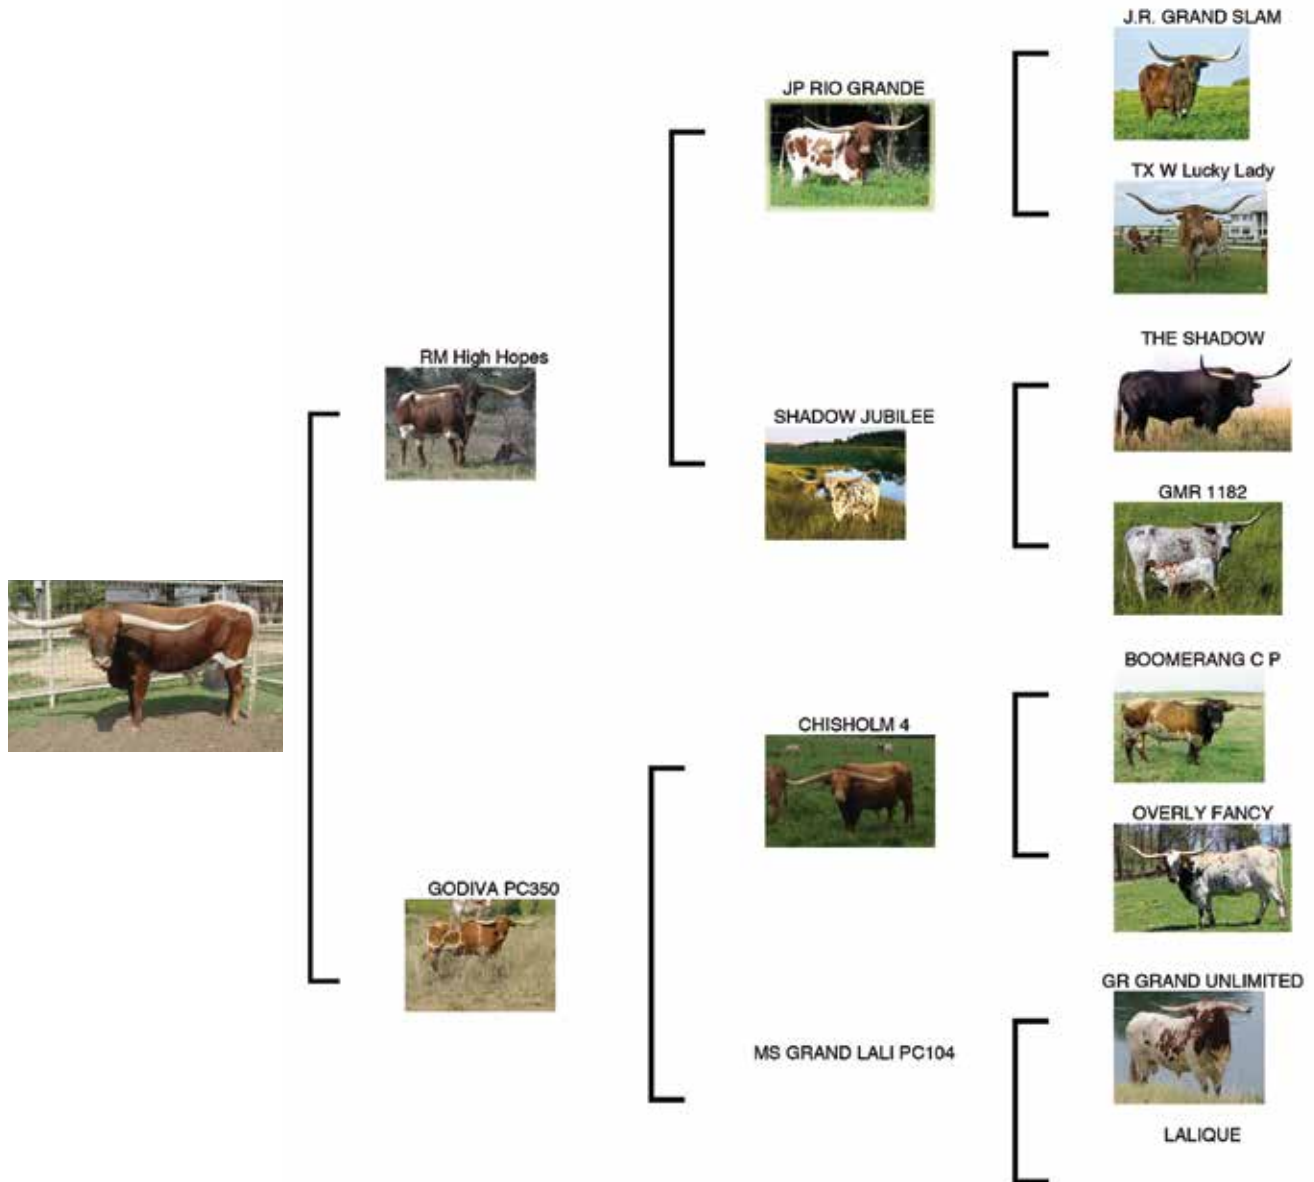 J.R. GRAND SLAM
JP RIO GRANDE
TX W Lucky Lady
RM High Hopes
THE SHADOW
SHADOW JUBILEE
GMR 1182
BOOMERANG C P
CHISHOLM 4
OVERLY FANCY
GODIVA PC350
GR GRAND UNLIMITED
MS GRAND LALI PC104
LALIQUE